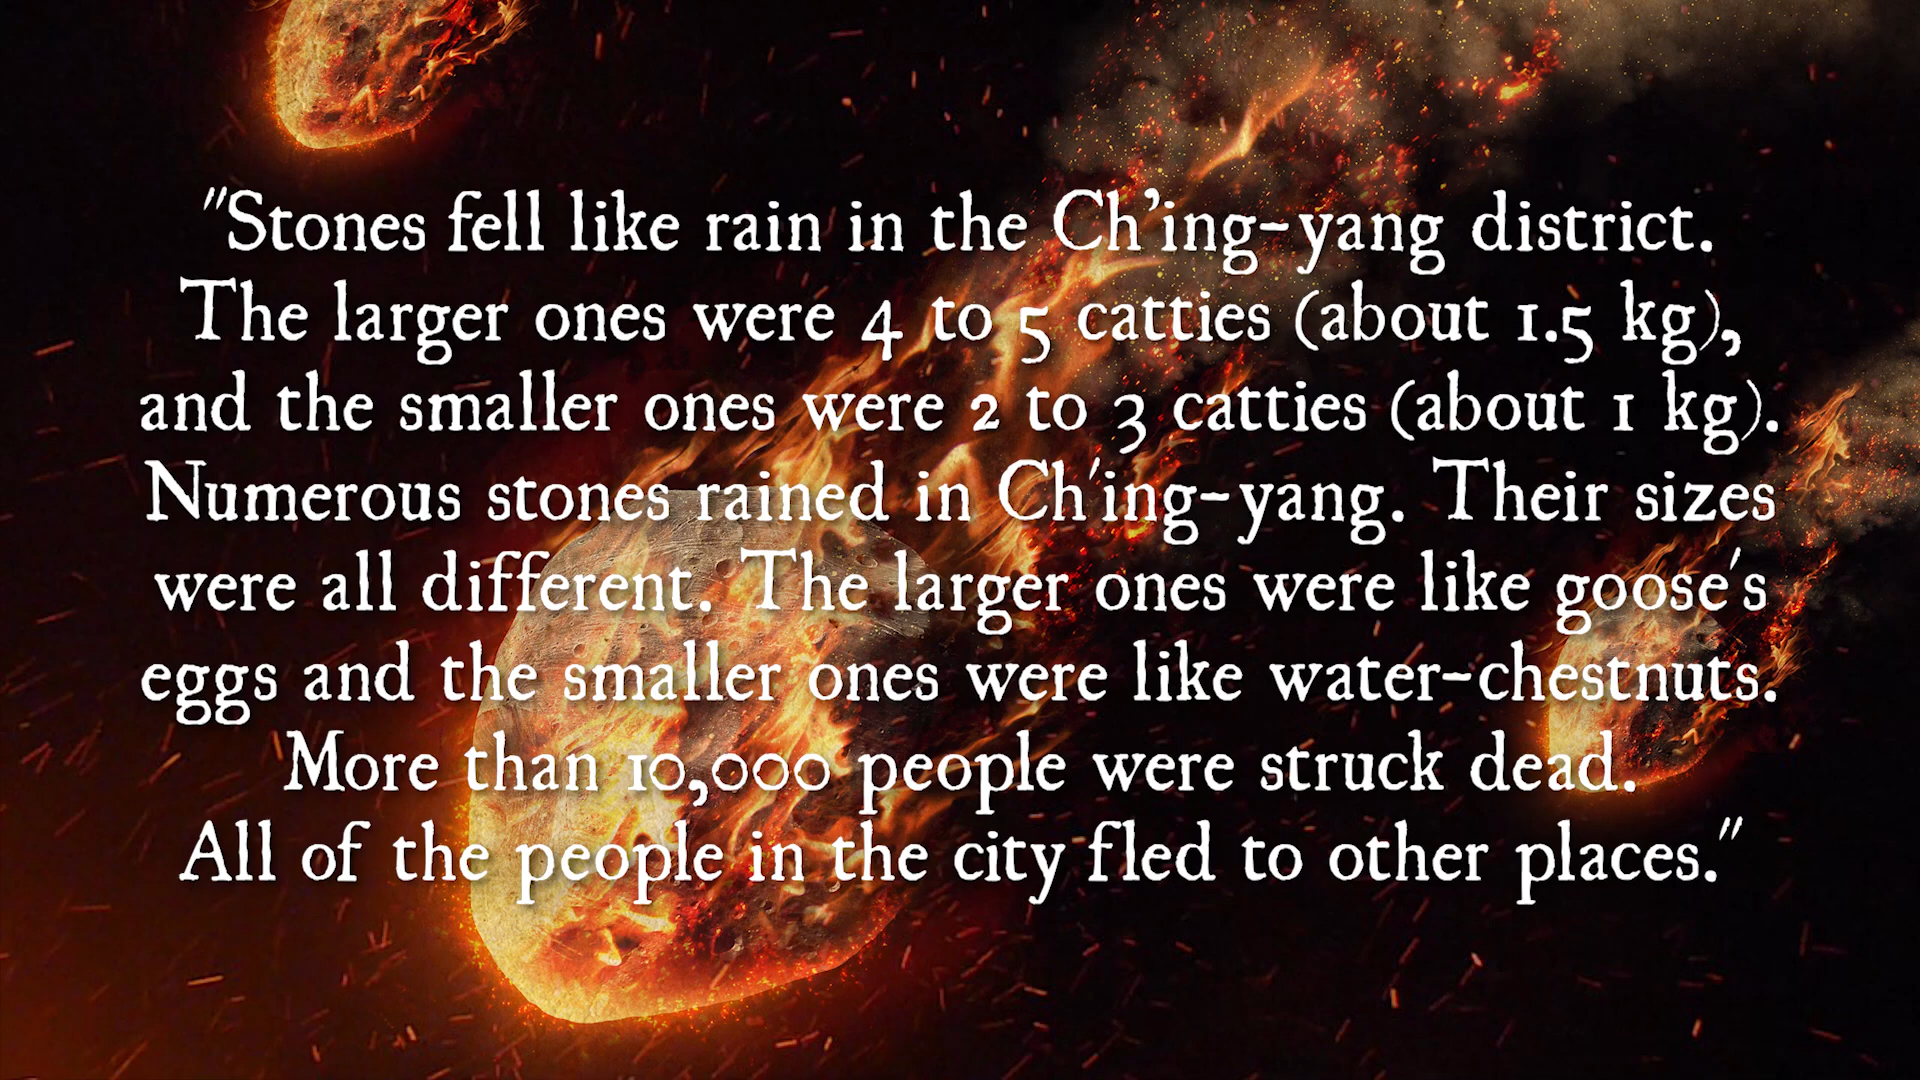 "Stones fell like rain in the Ch’ing-yang district.
The larger ones were 4 to 5 catties (about 1.5 kg),
and the smaller ones were 2 to 3 catties (about 1 kg).
Numerous stones rained in Ch'ing-yang. Their sizes
were all different. The larger ones were like goose's
eggs and the smaller ones were like water-chestnuts.
More than 10,000 people were struck dead.
All of the people in the city fled to other places."